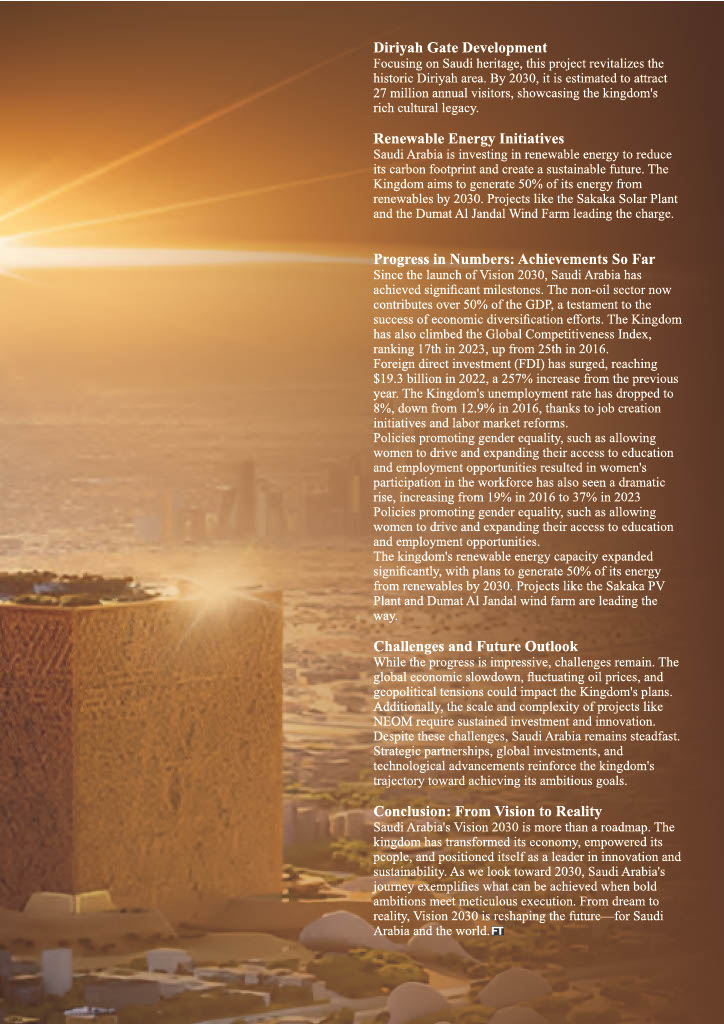 Diriyah Gate Development
Focusing on Saudi heritage, this project revitalizes the
historic Diriyah area. By 2030, it is estimated to attract
27 million annual visitors, showcasing the kingdom's
rich cultural legacy.
Renewable Energy Initiatives
Saudi Arabia is investing in renewable energy to reduce
its carbon footprint and create a sustainable future. The
Kingdom aims to generate 50% of its energy from
renewables by 2030. Projects like the Sakaka Solar Plant
and the Dumat Al Jandal Wind Farm leading the charge.
Progress in Numbers: Achievements So Far
Since the launch of Vision 2030, Saudi Arabia has
achieved significant milestones. The non-oil sector now
contributes over 50% of the GDP, a testament to the
success of economic diversification efforts. The Kingdom
has also climbed the Global Competitiveness Index,
ranking 17th in 2023, up from 25th in 2016.
Foreign direct investment (FDI) has surged, reaching
$19.3 billion in 2022, a 257% increase from the previous
year. The Kingdom's unemployment rate has dropped to
8%, down from 12.9% in 2016, thanks to job creation
initiatives and labor market reforms.
Policies promoting gender equality, such as allowing
women to drive and expanding their access to education
and employment opportunities resulted in women's
participation in the workforce has also seen a dramatic
rise, increasing from 19% in 2016 to 37% in 2023
Policies promoting gender equality, such as allowing
women to drive and expanding their access to education
and employment opportunities.
The kingdom's renewable energy capacity expanded
significantly, with plans to generate 50% of its energy
from renewables by 2030. Projects like the Sakaka PV
Plant and Dumat Al Jandal wind farm are leading the
way.
Challenges and Future Outlook
While the progress is impressive, challenges remain. The
global economic slowdown, fluctuating oil prices, and
geopolitical tensions could impact the Kingdom's plans.
Additionally, the scale and complexity of projects like
NEOM require sustained investment and innovation.
Despite these challenges, Saudi Arabia remains steadfast.
Strategic partnerships, global investments, and
technological advancements reinforce the kingdom's
trajectory toward achieving its ambitious goals.
Conclusion: From Vision to Reality
Saudi Arabia's Vision 2030 is more than a roadmap. The
kingdom has transformed its economy, empowered its
people, and positioned itself as a leader in innovation and
sustainability. As we look toward 2030, Saudi Arabia's
journey exemplifies what can be achieved when bold
ambitions meet meticulous execution. From dream to
reality, Vision 2030 is reshaping the future—for Saudi
Arabia and the world. FT